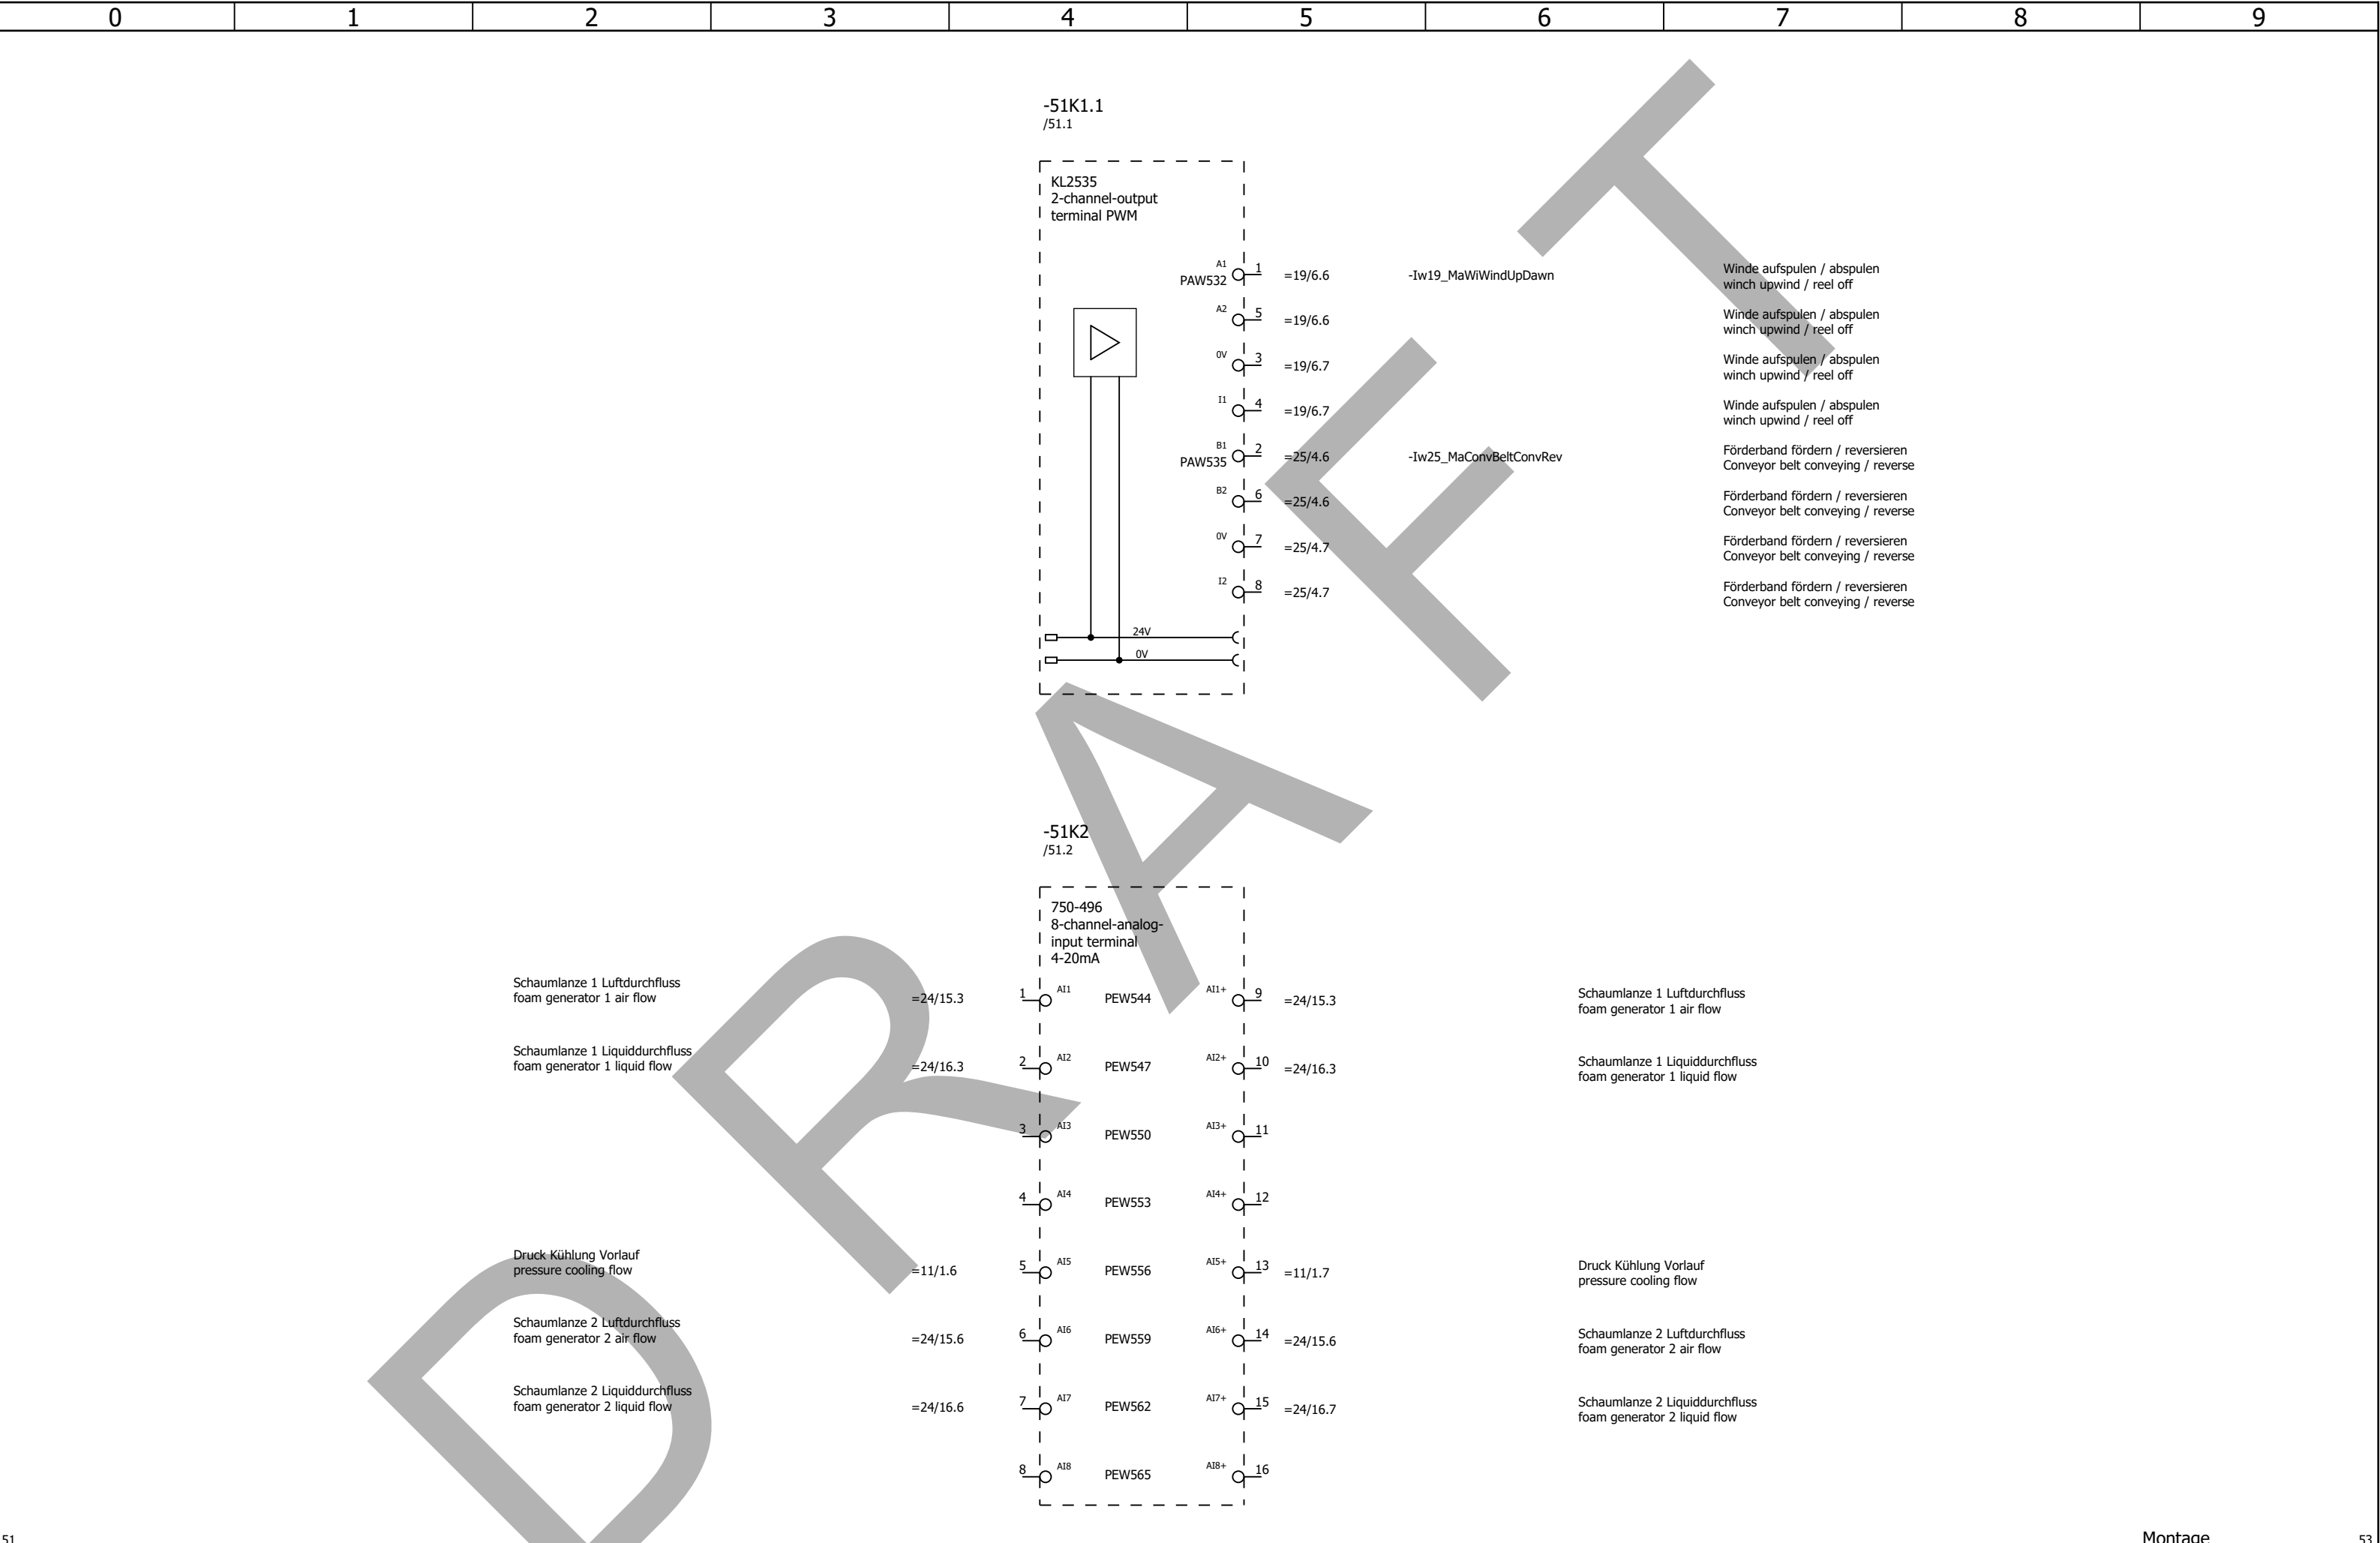 0 1 2 3 4 5 6 7 8 9
-51K1.1
/51.1
KL2535
2-channel-output
terminal PWM
A1
PAW532 1 =19/6.6 -Iw19_MaWiWindUpDawn Winde aufspulen / abspulen
winch upwind / reel off
A2 5 =19/6.6 Winde aufspulen / abspulen
winch upwind / reel off
0V 3 =19/6.7 Winde aufspulen / abspulen
winch upwind / reel off
I1 4 =19/6.7 Winde aufspulen / abspulen
winch upwind / reel off
B1
PAW535 2 =25/4.6 -Iw25_MaConvBeltConvRev Förderband fördern / reversieren
Conveyor belt conveying / reverse
B2 6 =25/4.6 Förderband fördern / reversieren
Conveyor belt conveying / reverse
0V 7 =25/4.7 Förderband fördern / reversieren
Conveyor belt conveying / reverse
I2 8 =25/4.7 Förderband fördern / reversieren
Conveyor belt conveying / reverse
24V
0V
-51K2
/51.2
750-496
8-channel-analog-
input terminal
4-20mA
Schaumlanze 1 Luftdurchfluss
foam generator 1 air flow =24/15.3 1 AI1 PEW544 AI1+ 9 =24/15.3 Schaumlanze 1 Luftdurchfluss
foam generator 1 air flow
Schaumlanze 1 Liquiddurchfluss
foam generator 1 liquid flow =24/16.3 2 AI2 PEW547 AI2+ 10 =24/16.3 Schaumlanze 1 Liquiddurchfluss
foam generator 1 liquid flow
3 AI3 PEW550 AI3+ 11
4 AI4 PEW553 AI4+ 12
Druck Kühlung Vorlauf
pressure cooling flow =11/1.6 5 AI5 PEW556 AI5+ 13 =11/1.7 Druck Kühlung Vorlauf
pressure cooling flow
Schaumlanze 2 Luftdurchfluss
foam generator 2 air flow =24/15.6 6 AI6 PEW559 AI6+ 14 =24/15.6 Schaumlanze 2 Luftdurchfluss
foam generator 2 air flow
Schaumlanze 2 Liquiddurchfluss
foam generator 2 liquid flow =24/16.6 7 AI7 PEW562 AI7+ 15 =24/16.7 Schaumlanze 2 Liquiddurchfluss
foam generator 2 liquid flow
8 AI8 PEW565 AI8+ 16
DRAFT
51 Montage 53